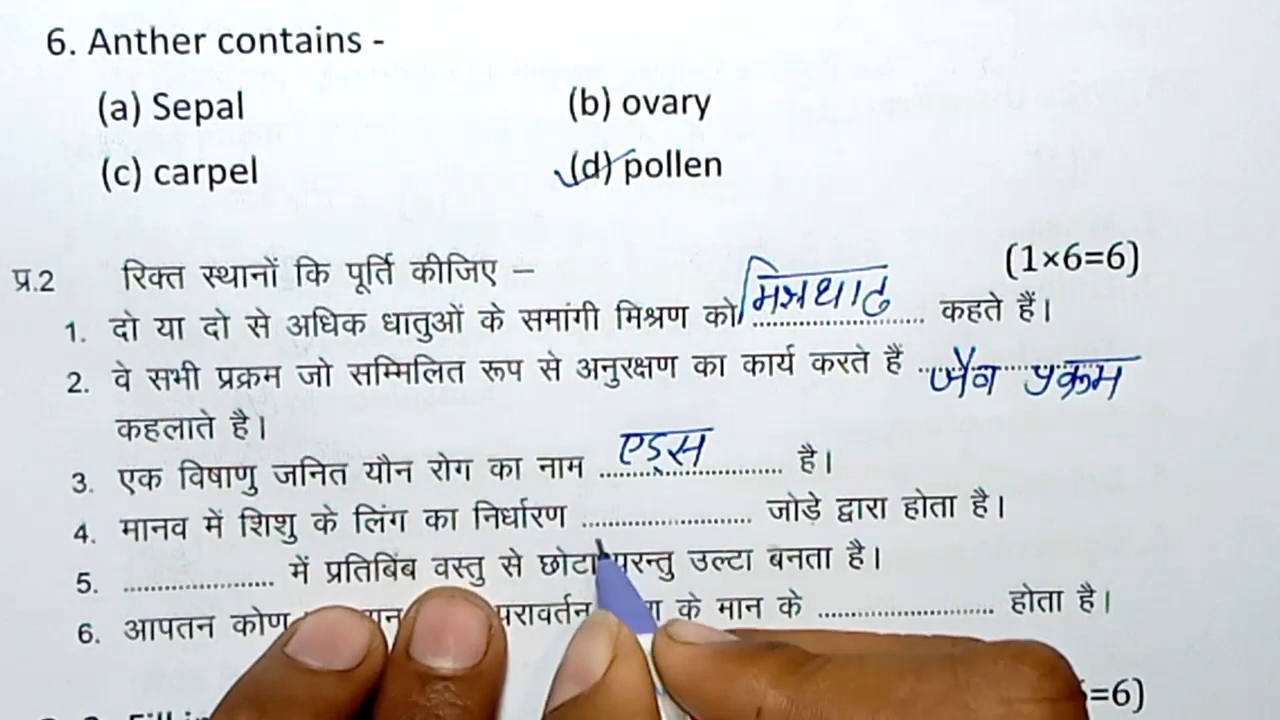 6. Anther contains -
(a) Sepal (b) ovary
(c) carpel (d) pollen
प्र.2 रिक्त स्थानों कि पूर्ति कीजिए – (1×6=6)
1. दो या दो से अधिक धातुओं के समांगी मिश्रण को मिश्रधातु कहते हैं।
2. वे सभी प्रक्रम जो सम्मिलित रूप से अनुरक्षण का कार्य करते हैं जैव प्रक्रम
कहलाते है।
3. एक विषाणु जनित यौन रोग का नाम एड्स है।
4. मानव में शिशु के लिंग का निर्धारण ........................ जोड़े द्वारा होता है।
5. ..................... में प्रतिबिंब वस्तु से छोटा परन्तु उल्टा बनता है।
6. आपतन कोण परावर्तन के मान के ........................ होता है।
=6)